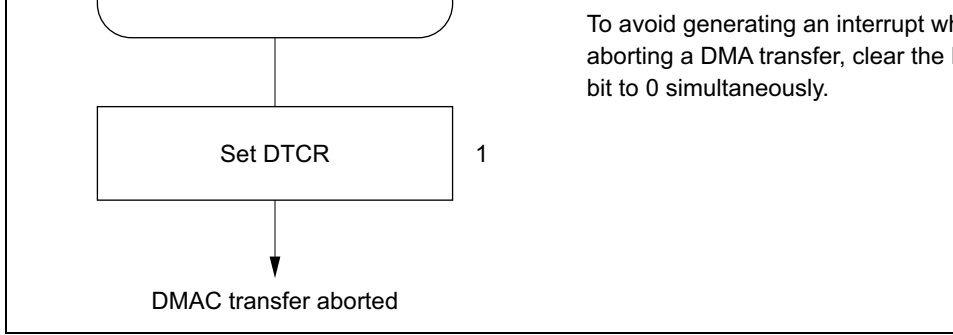 To avoid generating an interrupt
aborting a DMA transfer, clear the
bit to 0 simultaneously.
Set DTCR
1
DMAC transfer aborted